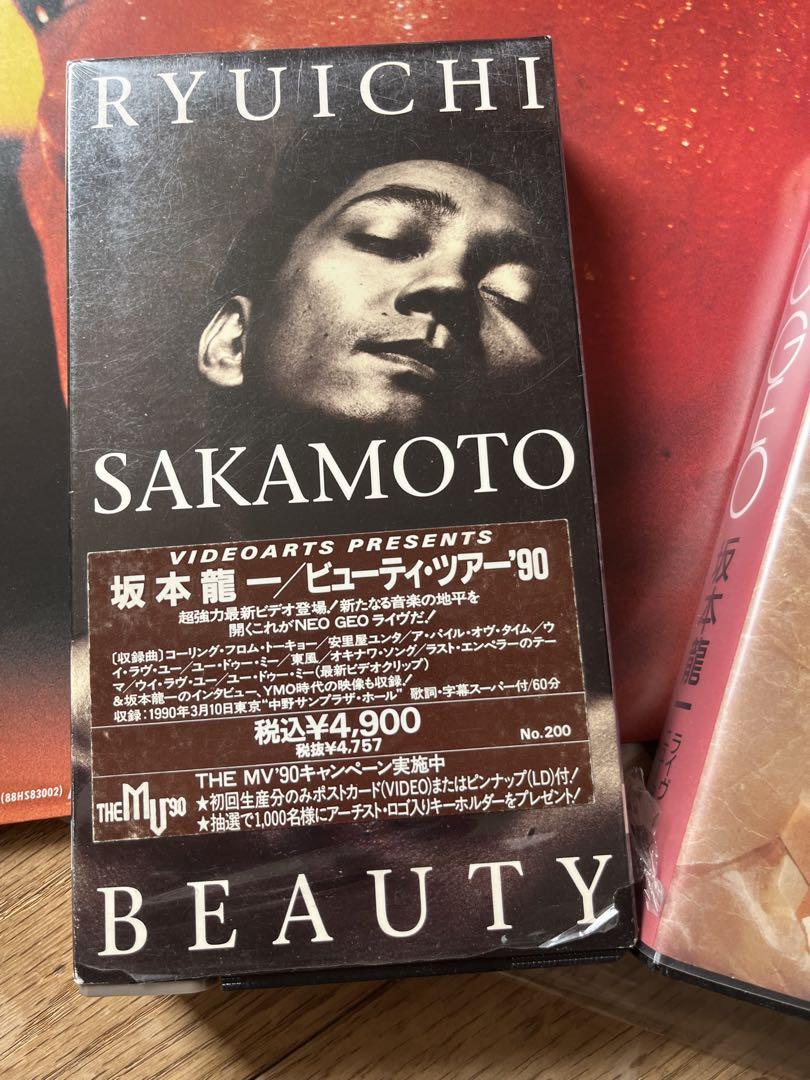 RYUICHI
SAKAMOTO
VIDEOARTS PRESENTS
坂本龍一/ビューティ・ツアー'90
超強力最新ビデオ登場!新たなる音楽の地平を
開くこれがNEO GEOライヴだ!
〔収録曲〕コーリング・フロム・トーキョー/安里屋ユンタ/ア・パイル・オヴ・タイム/ウ
イ・ラヴ・ユー/ユー・ドゥー・ミー/東風/オキナワ・ソング/ラスト・エンペラーのテー
マ/ウイ・ラヴ・ユー、ユー・ドゥー・ミー(最新ビデオクリップ)
&坂本龍一のインタビュー、YMO時代の映像も収録!
収録:1990年3月10日東京"中野サンプラザ・ホール" 歌詞・字幕スーパー付/60分
税込¥4,900
税抜¥4,757
No.200
THE MV'90
THE MV'90キャンペーン実施中
★初回生産分のみポストカード(VIDEO)またはピンナップ(LD)付!
★抽選で1,000名様にアーチスト・ロゴ入りキーホルダーをプレゼント!
BEAUTY
(88HS83002)
坂本龍一
ライヴ